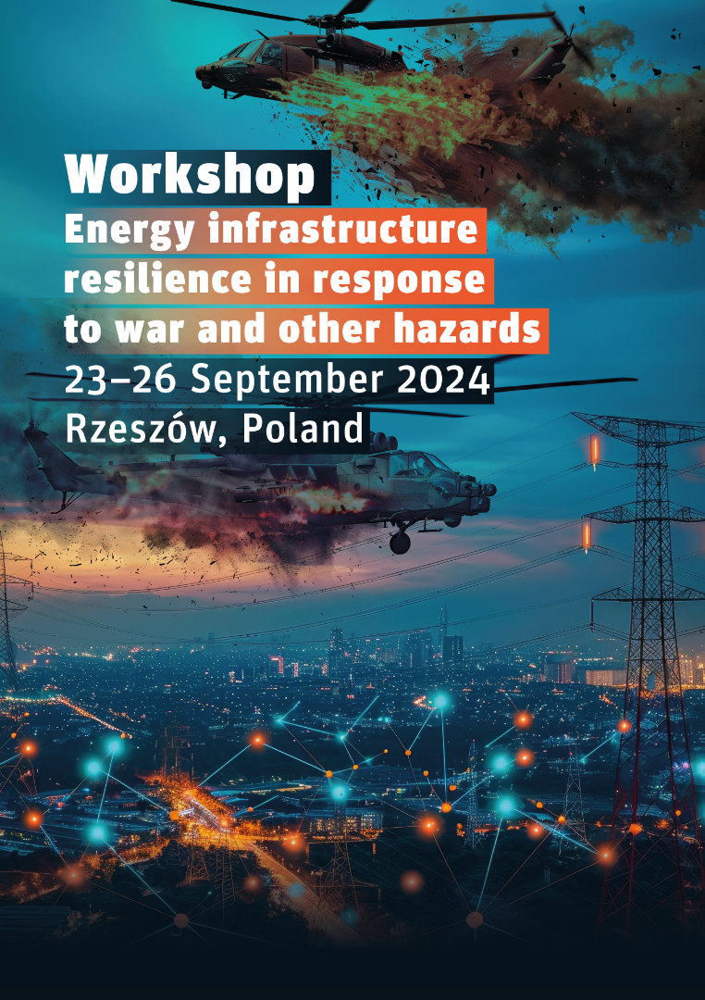 Workshop
Energy infrastructure
resilience in response
to war and other hazards
23–26 September 2024
Rzeszów, Poland